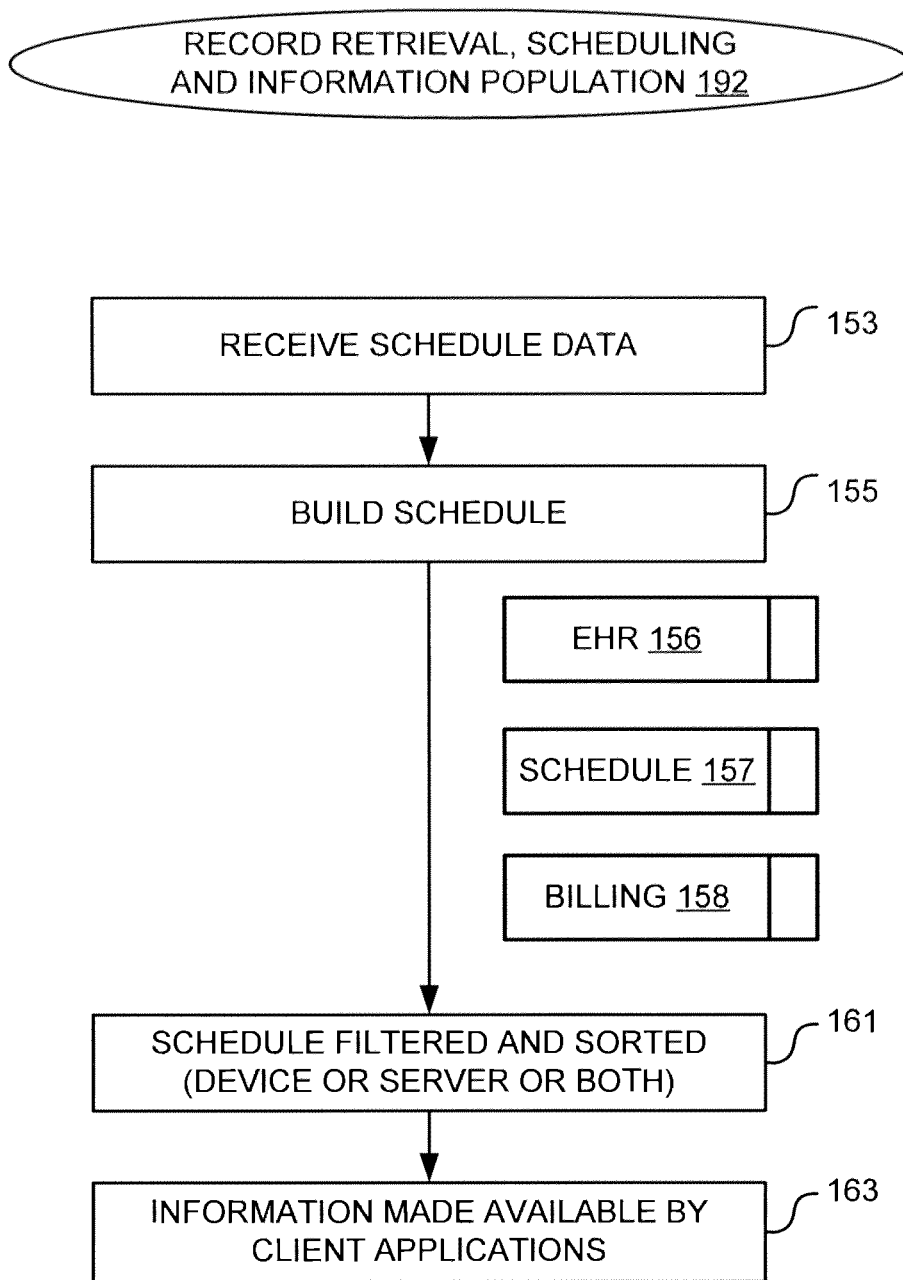 RECORD RETRIEVAL, SCHEDULING
AND INFORMATION POPULATION 192
RECEIVE SCHEDULE DATA
153
BUILD SCHEDULE
155
EHR 156
SCHEDULE 157
BILLING 158
SCHEDULE FILTERED AND SORTED
(DEVICE OR SERVER OR BOTH)
161
INFORMATION MADE AVAILABLE BY
CLIENT APPLICATIONS
163